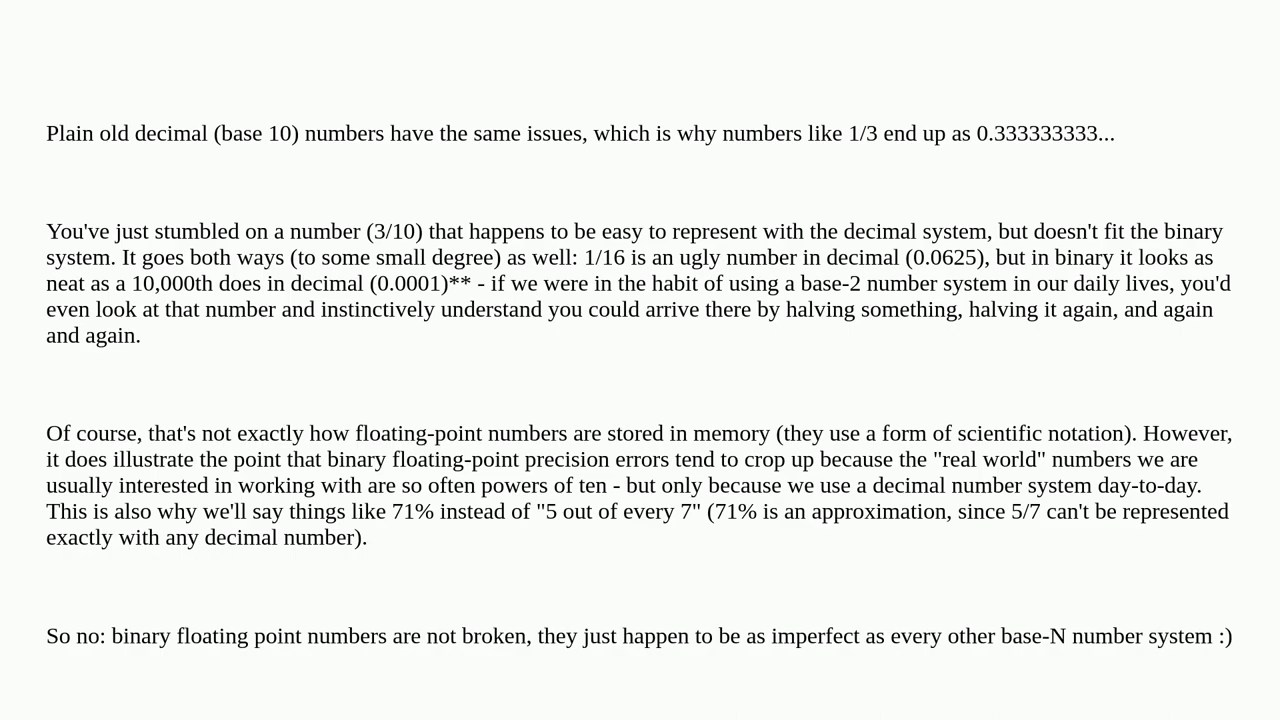 Plain old decimal (base 10) numbers have the same issues, which is why numbers like 1/3 end up as 0.333333333...
You've just stumbled on a number (3/10) that happens to be easy to represent with the decimal system, but doesn't fit the binary
system. It goes both ways (to some small degree) as well: 1/16 is an ugly number in decimal (0.0625), but in binary it looks as
neat as a 10,000th does in decimal (0.0001)** - if we were in the habit of using a base-2 number system in our daily lives, you'd
even look at that number and instinctively understand you could arrive there by halving something, halving it again, and again
and again.
Of course, that's not exactly how floating-point numbers are stored in memory (they use a form of scientific notation). However,
it does illustrate the point that binary floating-point precision errors tend to crop up because the "real world" numbers we are
usually interested in working with are so often powers of ten - but only because we use a decimal number system day-to-day.
This is also why we'll say things like 71% instead of "5 out of every 7" (71% is an approximation, since 5/7 can't be represented
exactly with any decimal number).
So no: binary floating point numbers are not broken, they just happen to be as imperfect as every other base-N number system :)